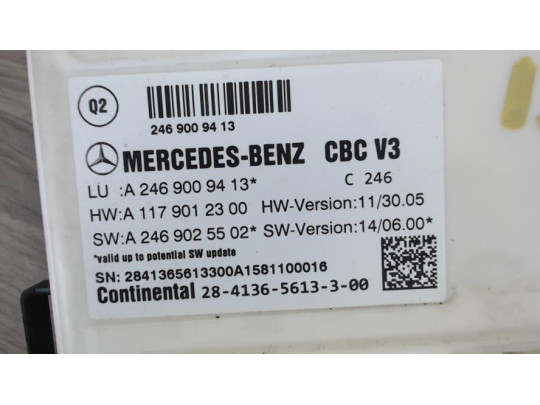 Q2
246 900 94 13
MERCEDES-BENZ CBC V3
LU :A 246 900 94 13* C 246
HW:A 117 901 23 00 HW-Version:11/30.05
SW:A 246 902 55 02* SW-Version:14/06.00*
*valid up to potential SW update
SN: 2841365613300A1581100016
Continental 28-4136-5613-3-00